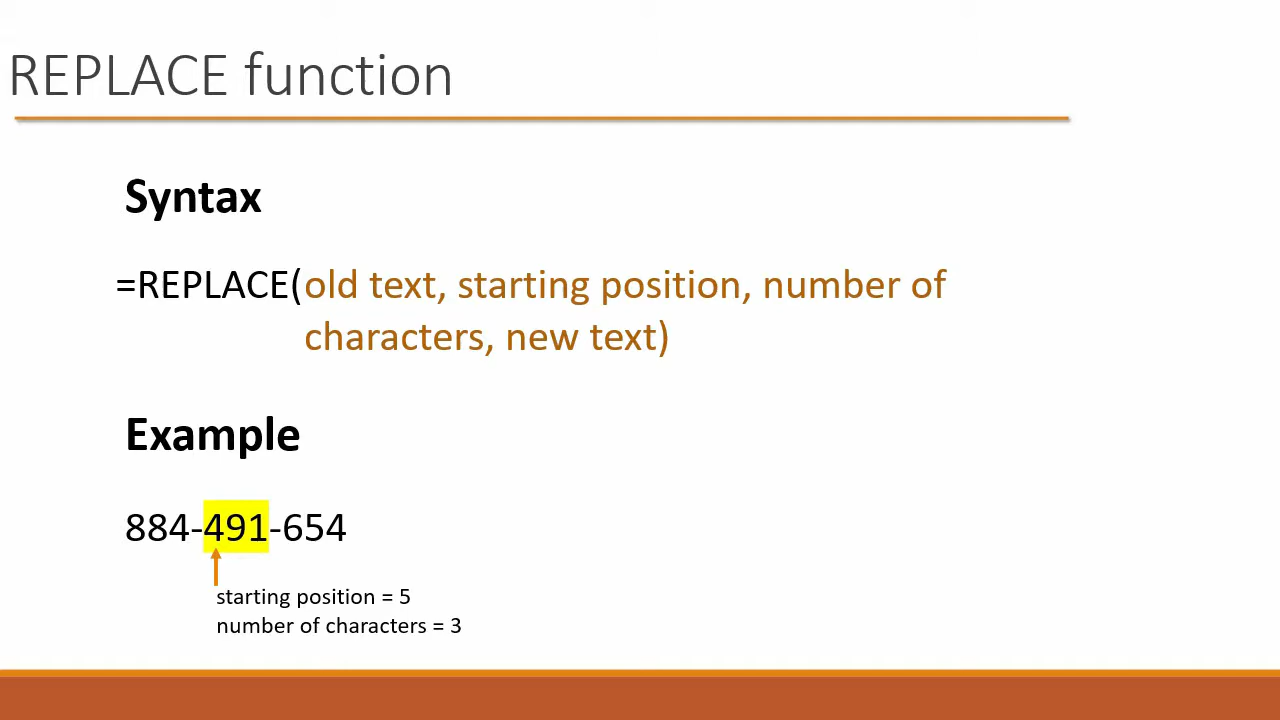 REPLACE function
Syntax
=REPLACE(old text, starting position, number of
characters, new text)
Example
884-491-654
starting position = 5
number of characters = 3